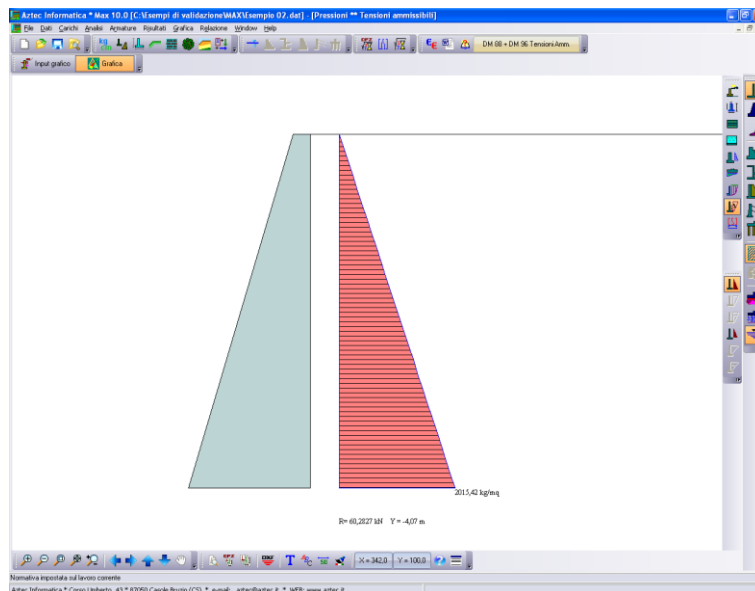 Aztec Informatica * Max 10.0 [C:\Esempi di validazione\MAX\Esempio 02.dat] - [Pressioni ** Tensioni ammissibili]
File Dati Carichi Analisi Armature Risultati Grafica Relazione Window Help
DM 88 + DM 96 Tensioni Amm.
Input grafico Grafica
2015,42 kg/mq
R= 60,2827 kN Y = -4,07 m
X = 342,0 Y = 100,0
Normativa impostata sul lavoro corrente
Aztec Informatica * Corso Umberto, 43 * 87050 Casole Bruzio (CS) * e-mail: aztec@aztec.it * WEB: www.aztec.it